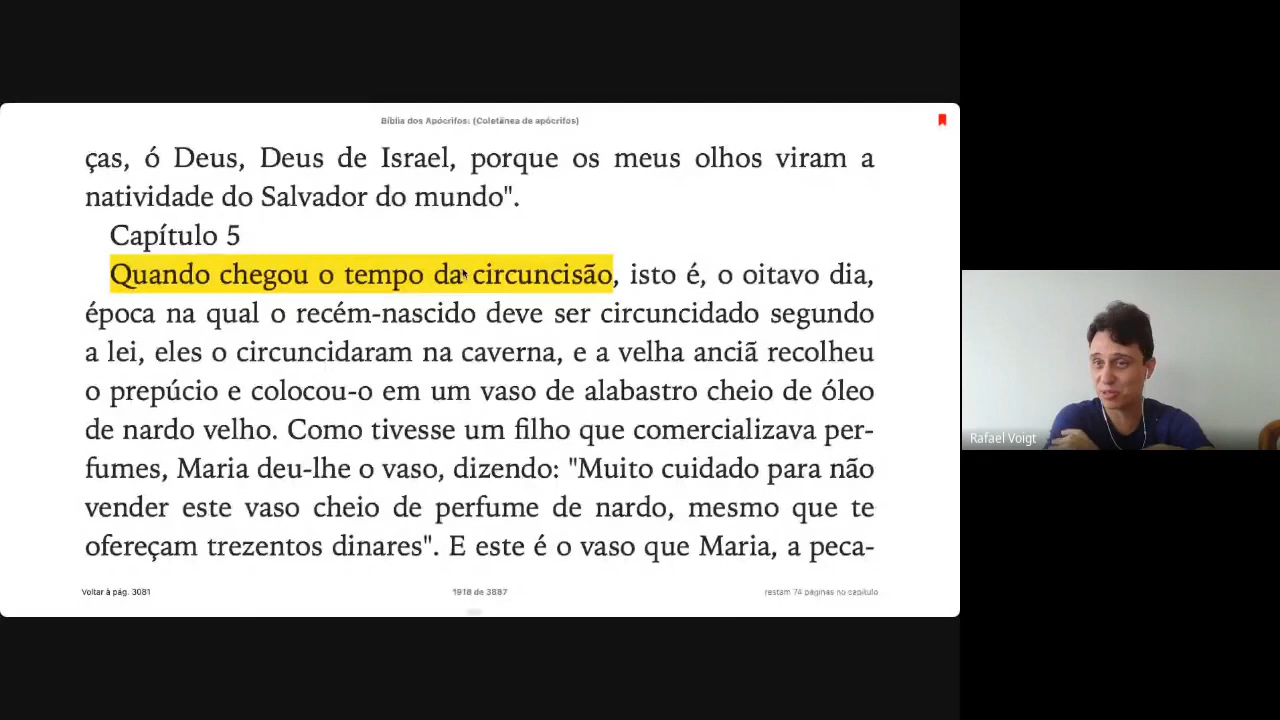 Bíblia dos Apócrifos: (Coletânea de apócrifos)
ças, ó Deus, Deus de Israel, porque os meus olhos viram a
natividade do Salvador do mundo".
Capítulo 5
Quando chegou o tempo da circuncisão, isto é, o oitavo dia,
época na qual o recém-nascido deve ser circuncidado segundo
a lei, eles o circuncidaram na caverna, e a velha anciã recolheu
o prepúcio e colocou-o em um vaso de alabastro cheio de óleo
de nardo velho. Como tivesse um filho que comercializava per-
fumes, Maria deu-lhe o vaso, dizendo: "Muito cuidado para não
vender este vaso cheio de perfume de nardo, mesmo que te
ofereçam trezentos dinares". E este é o vaso que Maria, a peca-
Voltar à pág. 3081
1918 de 3887
restam 74 páginas no capítulo
Rafael Voigt